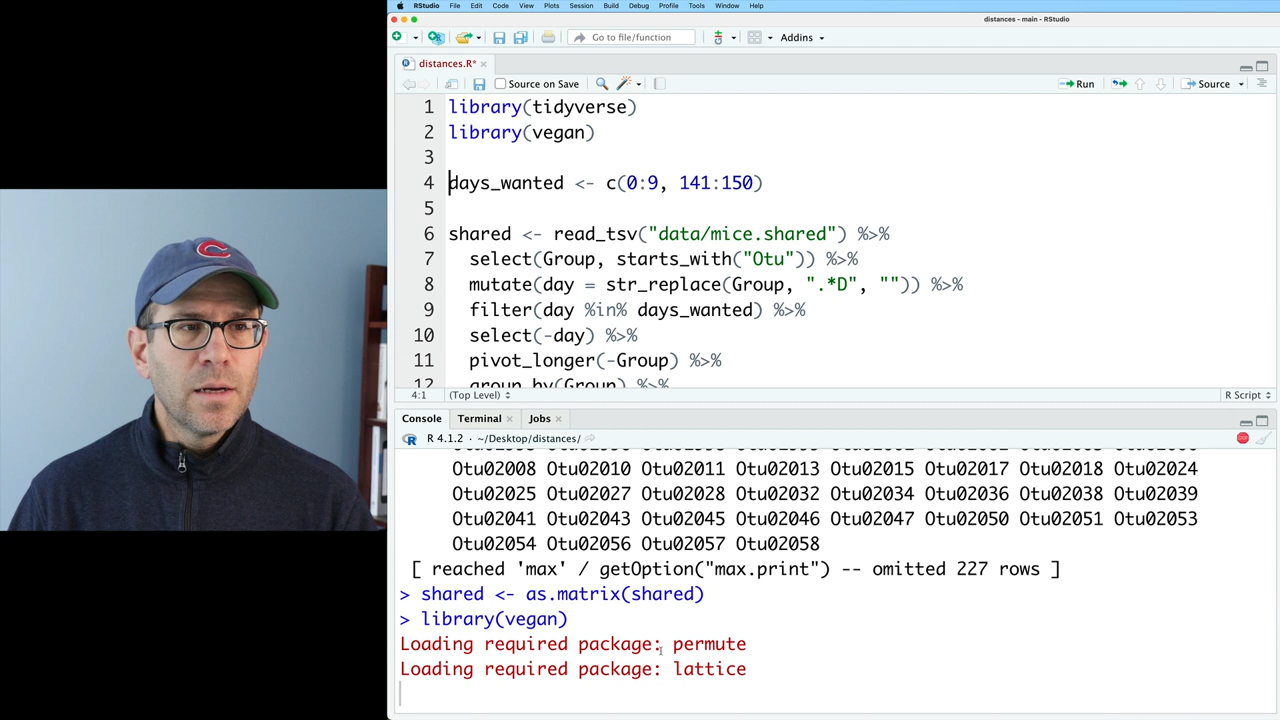 RStudio File Edit Code View Plots Session Build Debug Profile Tools Window Help
distances - main - RStudio
Go to file/function Addins
distances.R*
Source on Save Run Source
1 library(tidyverse)
2 library(vegan)
3
4 days_wanted <- c(0:9, 141:150)
5
6 shared <- read_tsv("data/mice.shared") %>%
7 select(Group, starts_with("Otu")) %>%
8 mutate(day = str_replace(Group, ".*D", "")) %>%
9 filter(day %in% days_wanted) %>%
10 select(-day) %>%
11 pivot_longer(-Group) %>%
12 group_by(Group) %>%
4:1 (Top Level) R Script
Console Terminal Jobs
R 4.1.2 · ~/Desktop/distances/
Otu02008 Otu02010 Otu02011 Otu02013 Otu02015 Otu02017 Otu02018 Otu02024
Otu02025 Otu02027 Otu02028 Otu02032 Otu02034 Otu02036 Otu02038 Otu02039
Otu02041 Otu02043 Otu02045 Otu02046 Otu02047 Otu02050 Otu02051 Otu02053
Otu02054 Otu02056 Otu02057 Otu02058
[ reached 'max' / getOption("max.print") -- omitted 227 rows ]
> shared <- as.matrix(shared)
> library(vegan)
Loading required package: permute
Loading required package: lattice